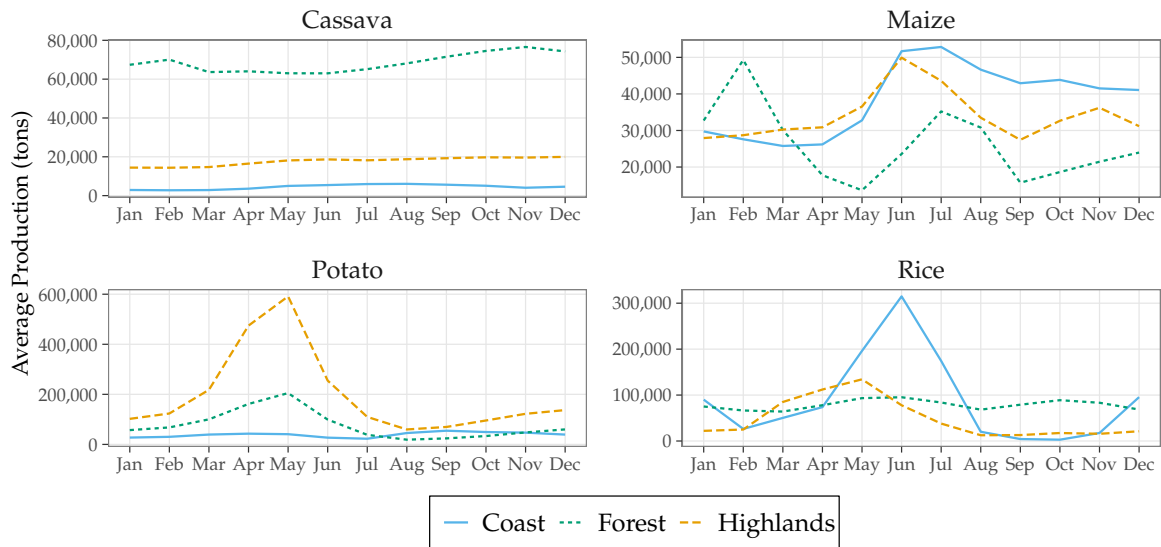 Cassava
Maize
Average Production (tons)
80,000
60,000
40,000
20,000
0
Jan Feb Mar Apr May Jun Jul Aug Sep Oct Nov Dec
50,000
40,000
30,000
20,000
Jan Feb Mar Apr May Jun Jul Aug Sep Oct Nov Dec
Potato
Rice
600,000
400,000
200,000
0
Jan Feb Mar Apr May Jun Jul Aug Sep Oct Nov Dec
300,000
200,000
100,000
0
Jan Feb Mar Apr May Jun Jul Aug Sep Oct Nov Dec
Coast Forest Highlands